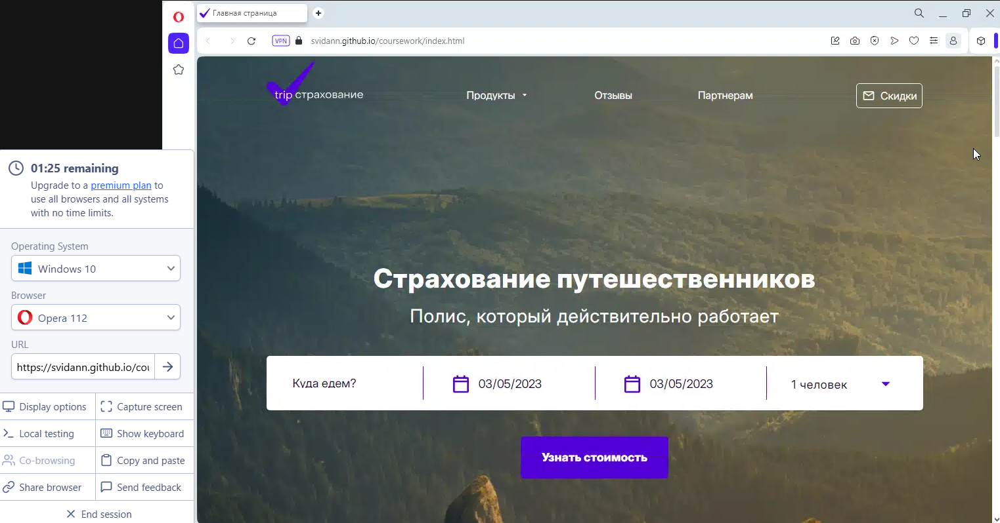 Главная страница
VPN
svidann.github.io/coursework/index.html
trip страхование
Продукты
Отзывы
Партнерам
Скидки
01:25 remaining
Upgrade to a premium plan to
use all browsers and all systems
with no time limits.
Operating System
Windows 10
Browser
Opera 112
URL
https://svidann.github.io/cou
Display options
Capture screen
Local testing
Show keyboard
Co-browsing
Copy and paste
Share browser
Send feedback
End session
Страхование путешественников
Полис, который действительно работает
Куда едем?
03/05/2023
03/05/2023
1 человек
Узнать стоимость